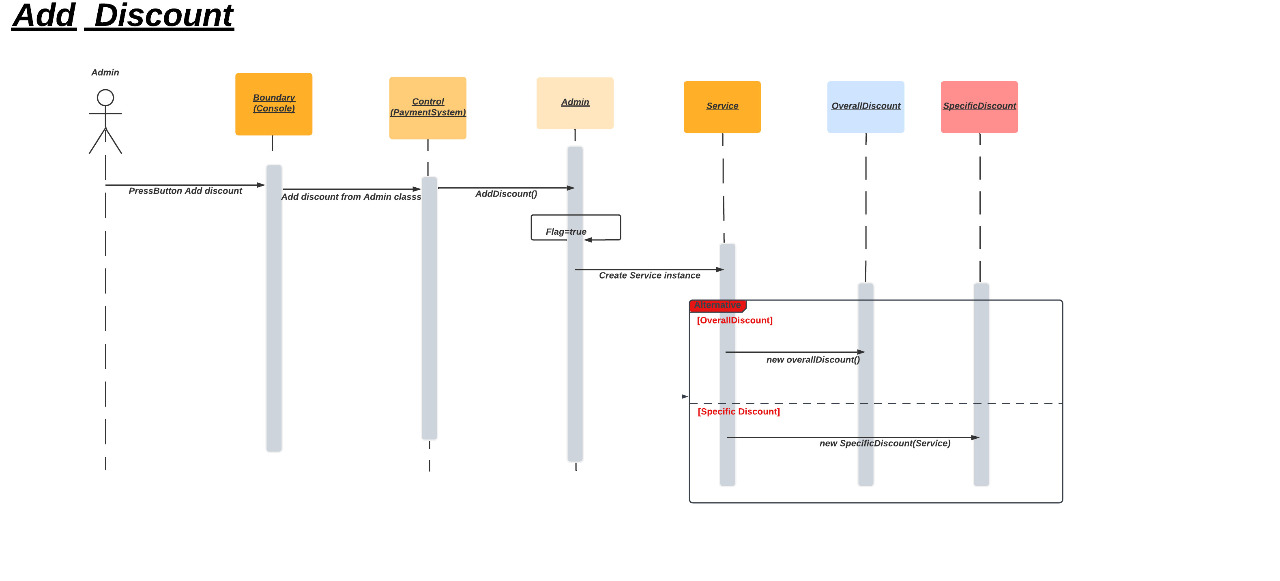 Add  Discount
Admin
Boundary
(Console)
Control
(PaymentSystem)
Admin
Service
OverallDiscount
SpecificDiscount
PressButton Add discount
Add discount from Admin classs
AddDiscount()
Flag=true
Create Service instance
Alternative
[OverallDiscount]
new overallDiscount()
[Specific Discount]
new SpecificDiscount(Service)